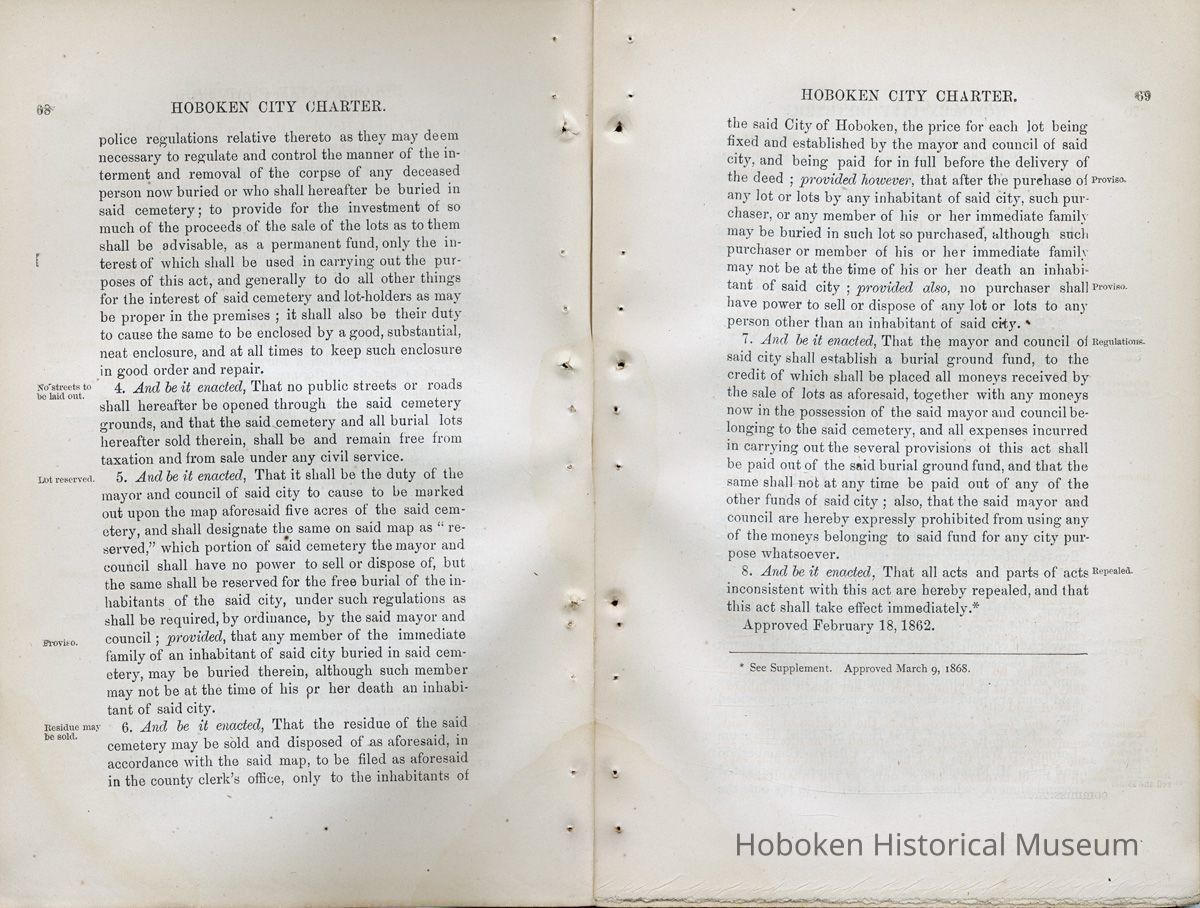 68
HOBOKEN CITY CHARTER.
police regulations relative thereto as they may deem
necessary to regulate and control the manner of the in-
terment and removal of the corpse of any deceased
person now buried or who shall hereafter be buried in
said cemetery; to provide for the investment of so
much of the proceeds of the sale of the lots as to them
shall be advisable, as a permanent fund, only the in-
terest of which shall be used in carrying out the pur-
poses of this act, and generally to do all other things
for the interest of said cemetery and lot-holders as may
be proper in the premises ; it shall also be their duty
to cause the same to be enclosed by a good, substantial,
neat enclosure, and at all times to keep such enclosure
in good order and repair.
No streets to
be laid out.
4. And be it enacted, That no public streets or roads
shall hereafter be opened through the said cemetery
grounds, and that the said cemetery and all burial lots
hereafter sold therein, shall be and remain free from
taxation and from sale under any civil service.
Lot reserved.
5. And be it enacted, That it shall be the duty of the
mayor and council of said city to cause to be marked
out upon the map aforesaid five acres of the said cem-
etery, and shall designate the same on said map as “ re-
served,” which portion of said cemetery the mayor and
council shall have no power to sell or dispose of, but
the same shall be reserved for the free burial of the in-
habitants of the said city, under such regulations as
shall be required, by ordinance, by the said mayor and
Proviso.
council ; provided, that any member of the immediate
family of an inhabitant of said city buried in said cem-
etery, may be buried therein, although such member
may not be at the time of his or her death an inhabi-
tant of said city.
Residue may
be sold.
6. And be it enacted, That the residue of the said
cemetery may be sold and disposed of as aforesaid, in
accordance with the said map, to be filed as aforesaid
in the county clerk's office, only to the inhabitants of
HOBOKEN CITY CHARTER.
69
the said City of Hoboken, the price for each lot being
fixed and established by the mayor and council of said
city, and being paid for in full before the delivery of
the deed ; provided however, that after the purchase of
Proviso.
any lot or lots by any inhabitant of said city, such pur-
chaser, or any member of his or her immediate family
may be buried in such lot so purchased, although such
purchaser or member of his or her immediate family
may not be at the time of his or her death an inhabi-
tant of said city ; provided also, no purchaser shall
Proviso.
have power to sell or dispose of any lot or lots to any
person other than an inhabitant of said city.
7. And be it enacted, That the mayor and council of
Regulations.
said city shall establish a burial ground fund, to the
credit of which shall be placed all moneys received by
the sale of lots as aforesaid, together with any moneys
now in the possession of the said mayor and council be-
longing to the said cemetery, and all expenses incurred
in carrying out the several provisions of this act shall
be paid out of the said burial ground fund, and that the
same shall not at any time be paid out of any of the
other funds of said city ; also, that the said mayor and
council are hereby expressly prohibited from using any
of the moneys belonging to said fund for any city pur-
pose whatsoever.
8. And be it enacted, That all acts and parts of acts
Repealed.
inconsistent with this act are hereby repealed, and that
this act shall take effect immediately.*
Approved February 18, 1862.
* See Supplement. Approved March 9, 1868.
Hoboken Historical Museum